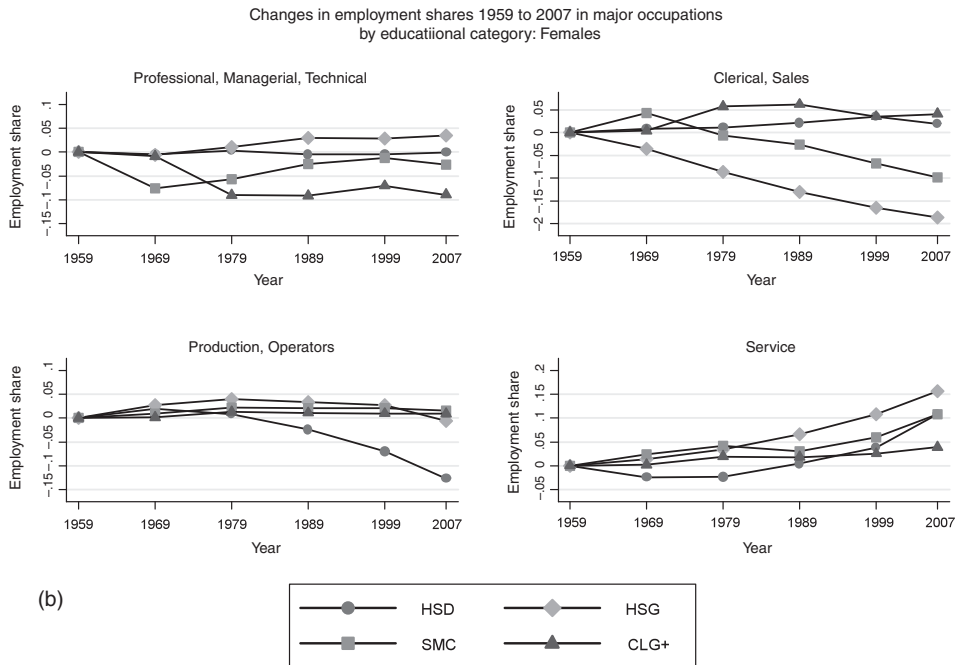 Changes in employment shares 1959 to 2007 in major occupations
by educatiional category: Females
Professional, Managerial, Technical
Employment share
.1
.05
0
-.05
-.1
-.15
1959 1969 1979 1989 1999 2007
Year
Clerical, Sales
Employment share
.05
0
-.05
-.1
-.15
-2
1959 1969 1979 1989 1999 2007
Year
Production, Operators
Employment share
.1
.05
0
-.05
-.1
-.15
1959 1969 1979 1989 1999 2007
Year
Service
Employment share
.2
.15
.1
.05
0
-.05
1959 1969 1979 1989 1999 2007
Year
(b)
HSD HSG
SMC CLG+